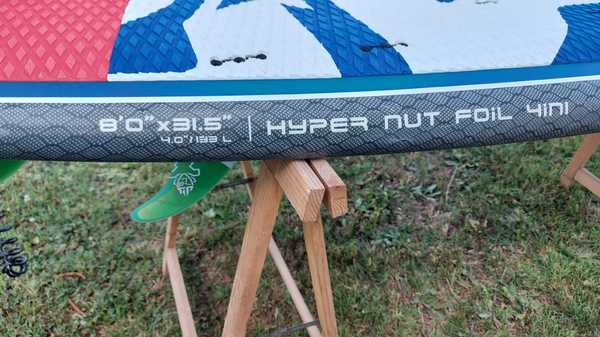 8'0"x31.5" | HYPER NUT FOIL 4IN1
4.0"/133 L